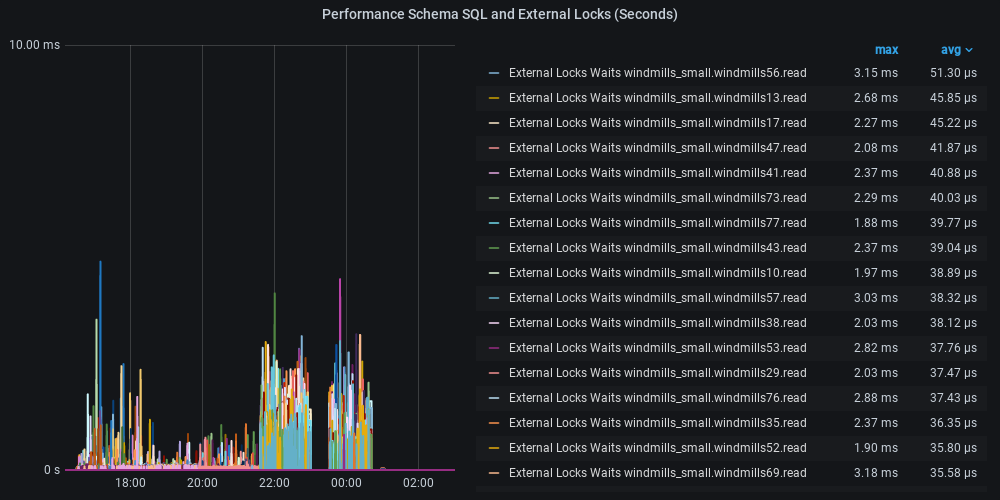 Performance Schema SQL and External Locks (Seconds)
10.00 ms
0 s
18:00 20:00 22:00 00:00 02:00
max avg
External Locks Waits windmills_small.windmills56.read 3.15 ms 51.30 µs
External Locks Waits windmills_small.windmills13.read 2.68 ms 45.85 µs
External Locks Waits windmills_small.windmills17.read 2.27 ms 45.22 µs
External Locks Waits windmills_small.windmills47.read 2.08 ms 41.87 µs
External Locks Waits windmills_small.windmills41.read 2.37 ms 40.88 µs
External Locks Waits windmills_small.windmills73.read 2.29 ms 40.03 µs
External Locks Waits windmills_small.windmills77.read 1.88 ms 39.77 µs
External Locks Waits windmills_small.windmills43.read 2.37 ms 39.04 µs
External Locks Waits windmills_small.windmills10.read 1.97 ms 38.89 µs
External Locks Waits windmills_small.windmills57.read 3.03 ms 38.32 µs
External Locks Waits windmills_small.windmills38.read 2.03 ms 38.12 µs
External Locks Waits windmills_small.windmills53.read 2.82 ms 37.76 µs
External Locks Waits windmills_small.windmills29.read 2.03 ms 37.47 µs
External Locks Waits windmills_small.windmills76.read 2.88 ms 37.43 µs
External Locks Waits windmills_small.windmills35.read 2.37 ms 36.35 µs
External Locks Waits windmills_small.windmills52.read 1.90 ms 35.80 µs
External Locks Waits windmills_small.windmills69.read 3.18 ms 35.58 µs